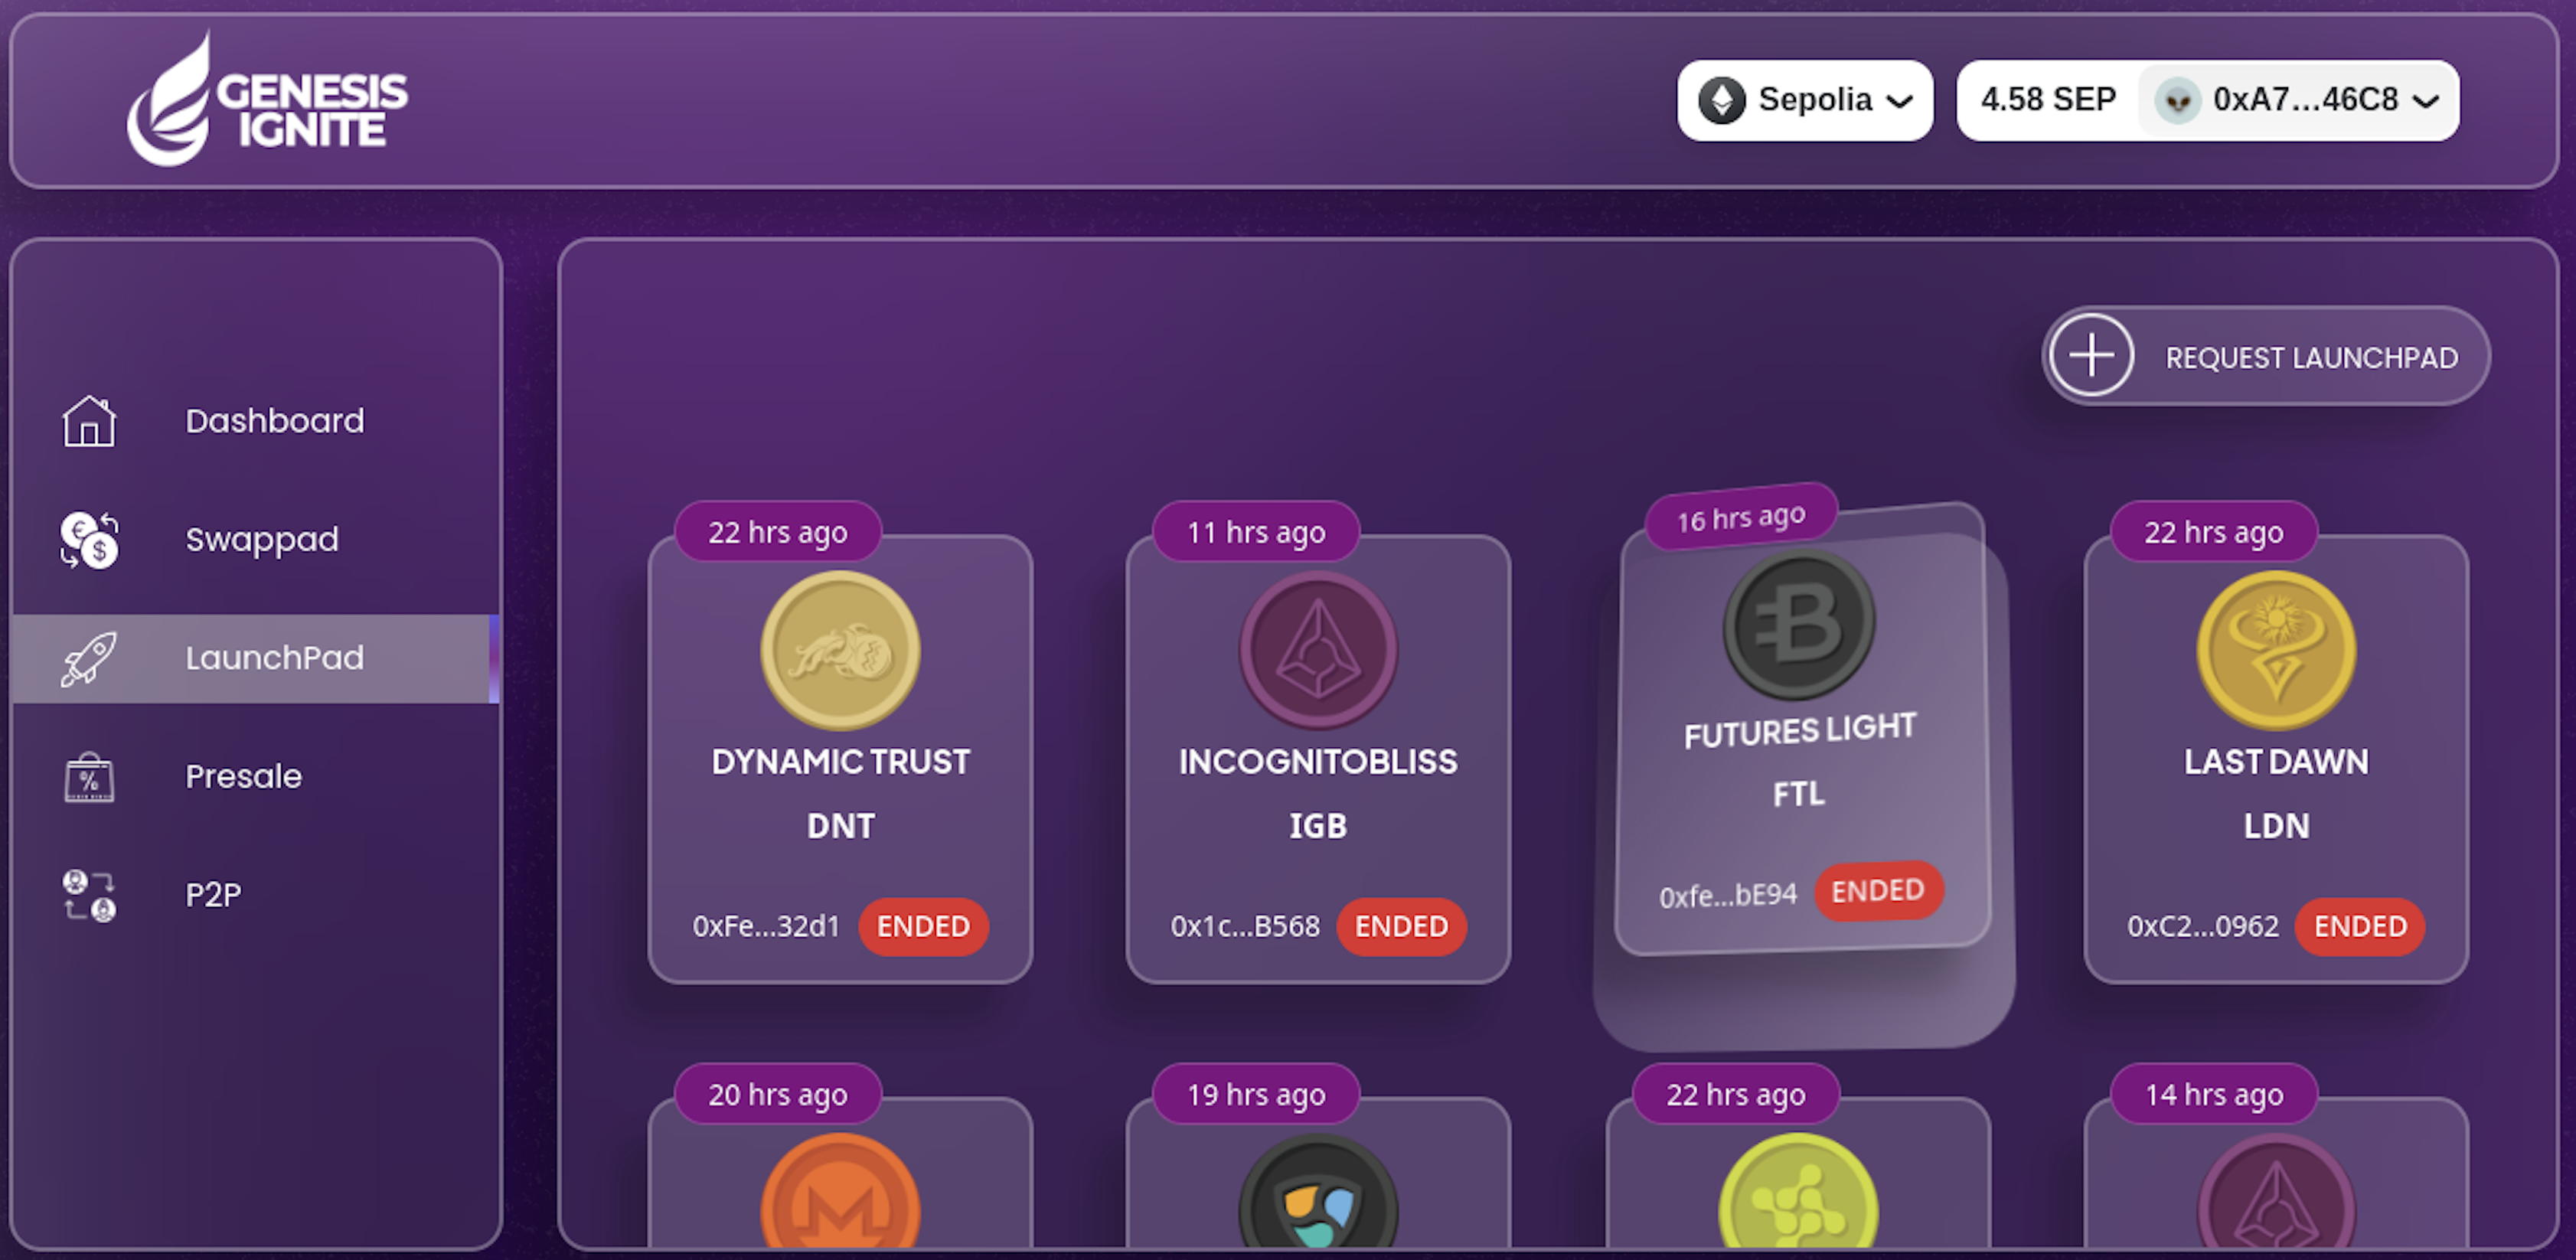 GENESIS
IGNITE
Sepolia
4.58 SEP
0xA7...46C8
Dashboard
Swappad
LaunchPad
Presale
P2P
REQUEST LAUNCHPAD
22 hrs ago
DYNAMIC TRUST
DNT
0xFe...32d1
ENDED
11 hrs ago
INCOGNITOBLISS
IGB
0x1c...B568
ENDED
16 hrs ago
FUTURES LIGHT
FTL
0xfe...bE94
ENDED
22 hrs ago
LAST DAWN
LDN
0xC2...0962
ENDED
20 hrs ago
19 hrs ago
22 hrs ago
14 hrs ago